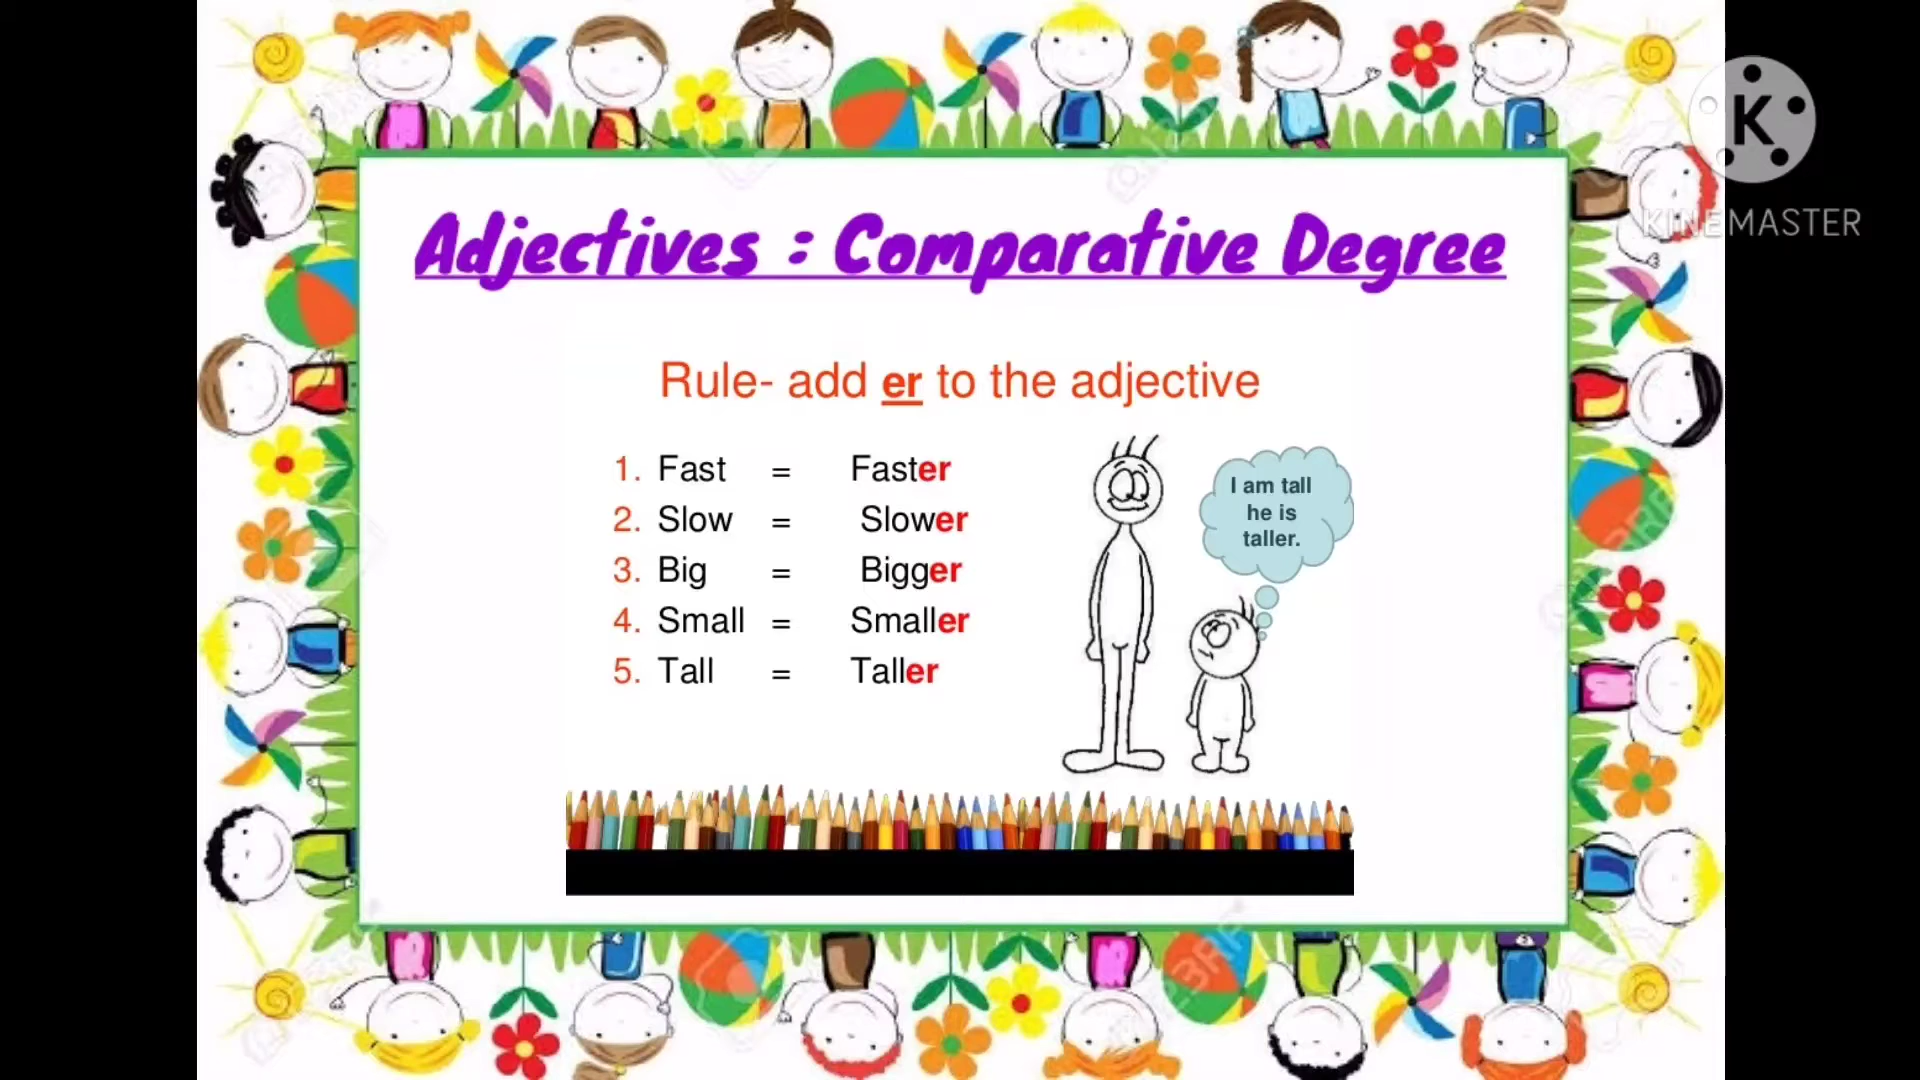 K
KINEMASTER
Adjectives : Comparative Degree
Rule- add er to the adjective
1. Fast = Faster
2. Slow = Slower
3. Big = Bigger
4. Small = Smaller
5. Tall = Taller
I am tall
he is
taller.